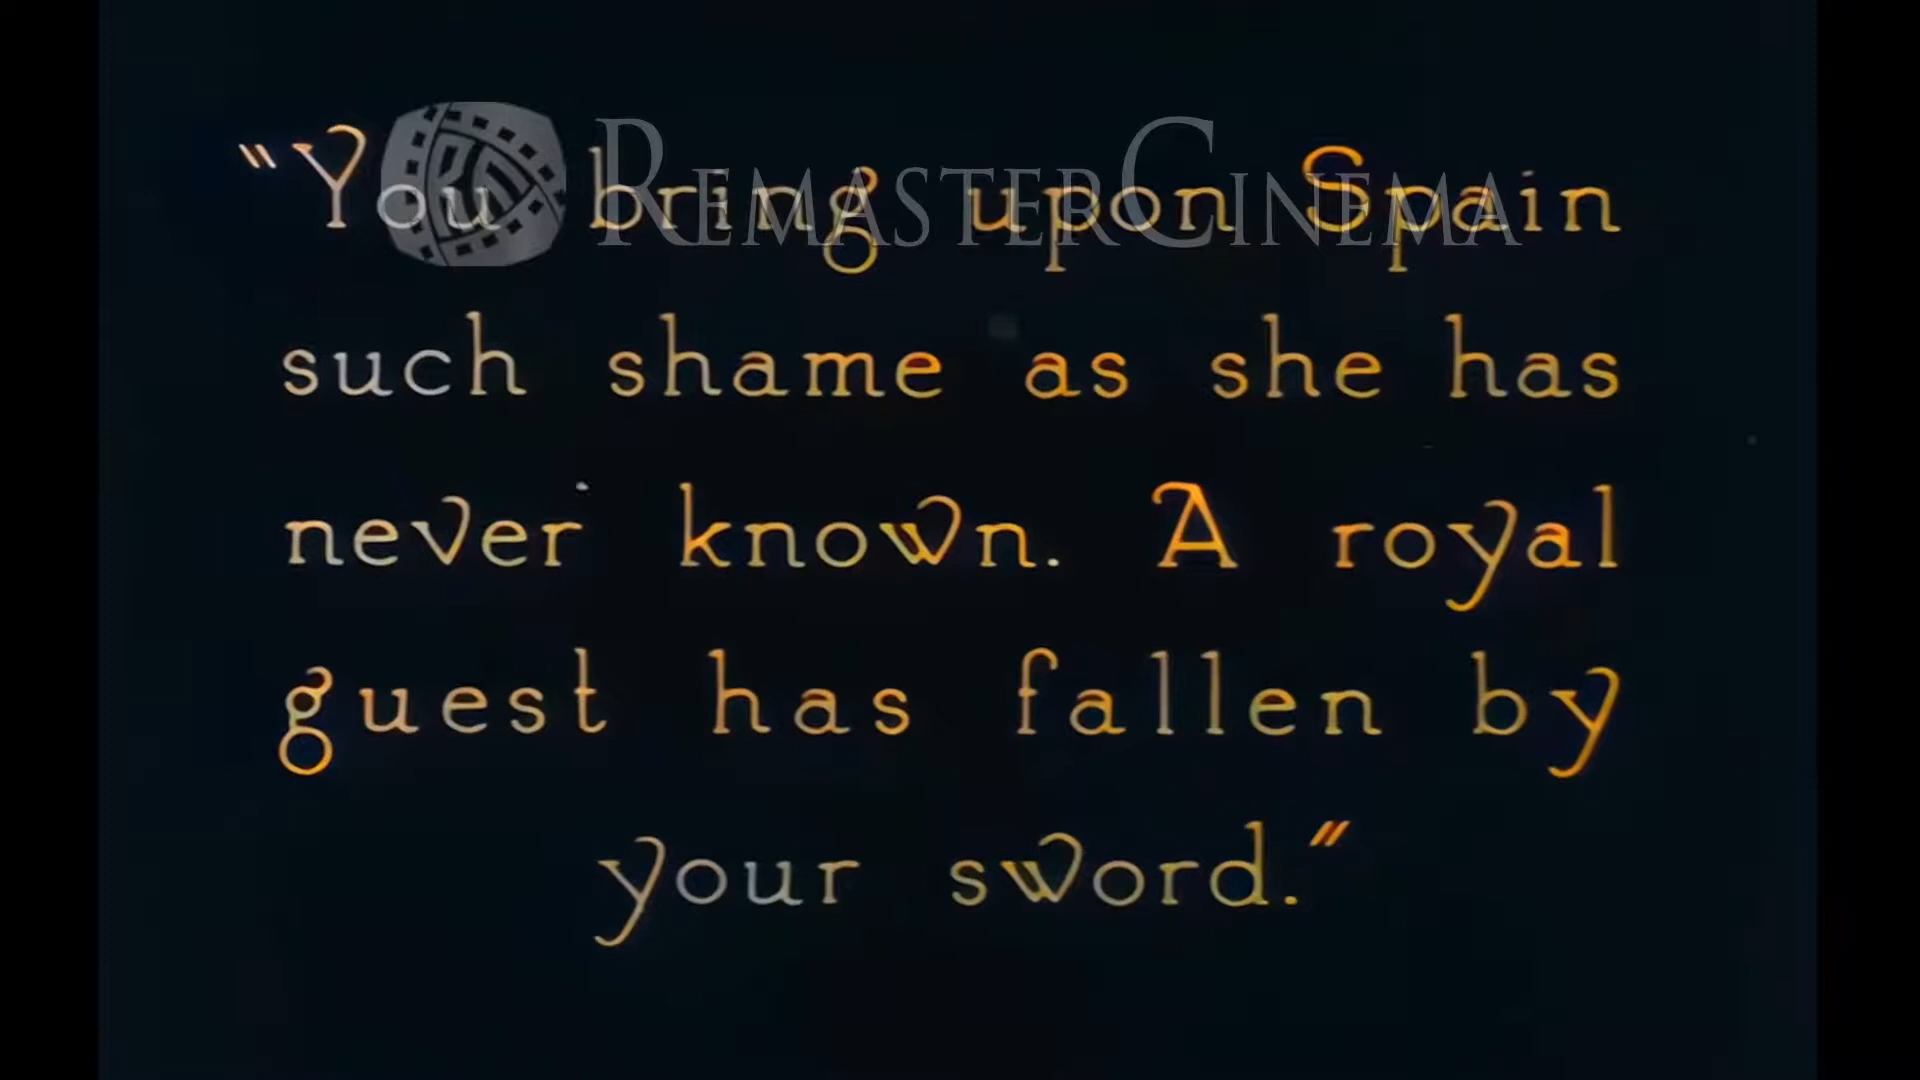 "You bring upon Spain
REMASTERCINEMA
such shame as she has
never known. A royal
guest has fallen by
your sword."